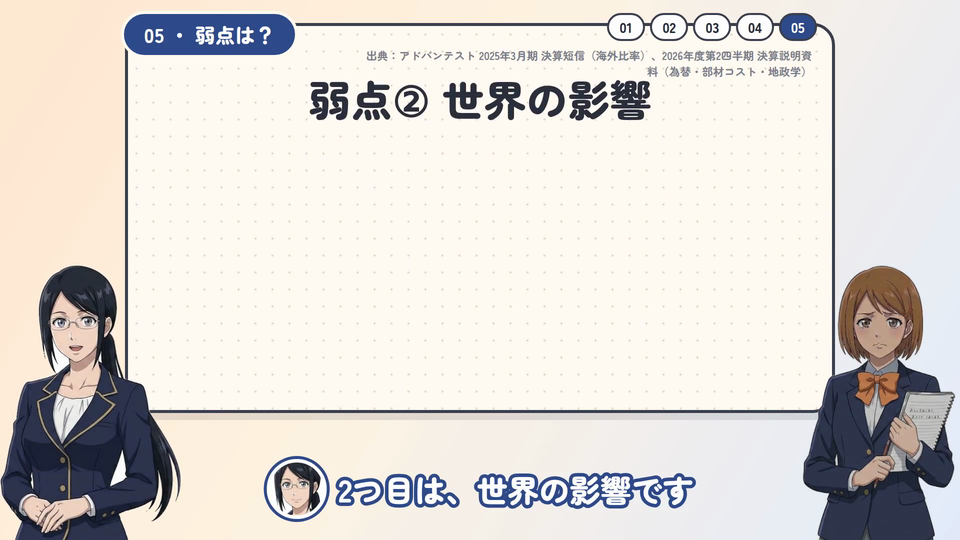 05 ・ 弱点は？
01 02 03 04 05
出典：アドバンテスト 2025年3月期 決算短信（海外比率）、2026年度第2四半期 決算説明資
料（為替・部材コスト・地政学）
弱点② 世界の影響
2つ目は、世界の影響です